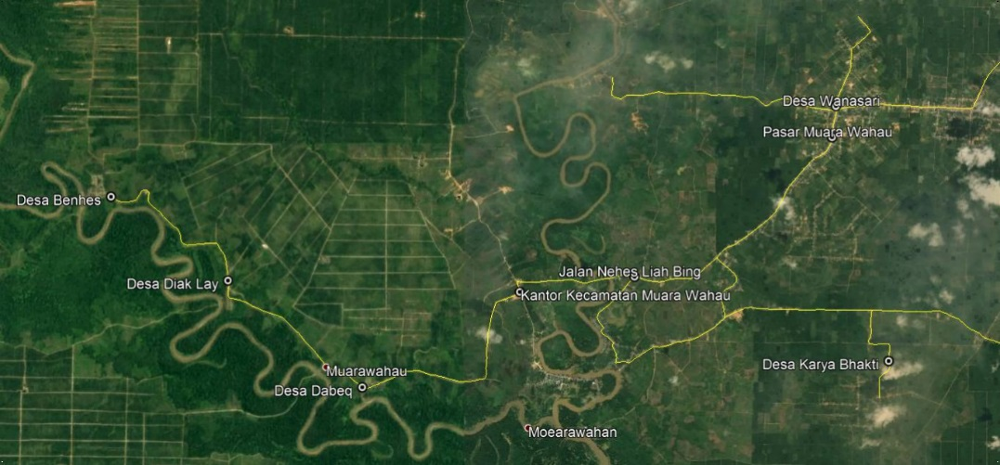 Desa Wanasari
Pasar Muara Wahau
Desa Benhes
Jalan Nehes Liah Bing
Desa Diak Lay
Kantor Kecamatan Muara Wahau
Desa Karya Bhakti
Muarawahau
Desa Dabeq
Moearawahan